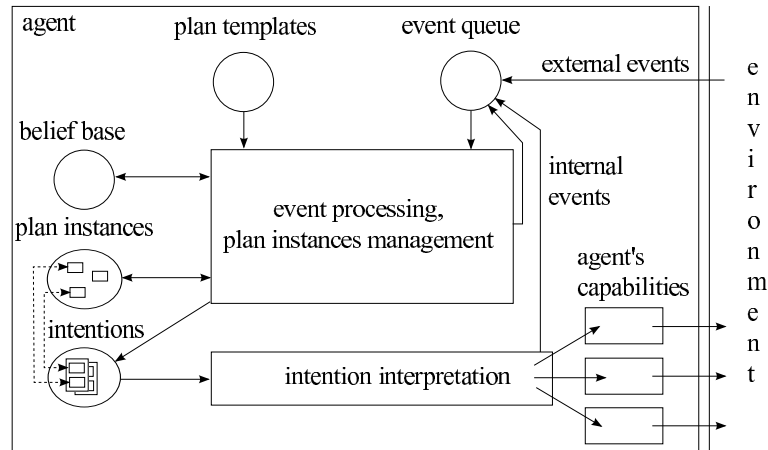 agent
plan templates
event queue
external events
belief base
internal
events
event processing,
plan instances management
plan instances
agent's
capabilities
intentions
intention interpretation
environment